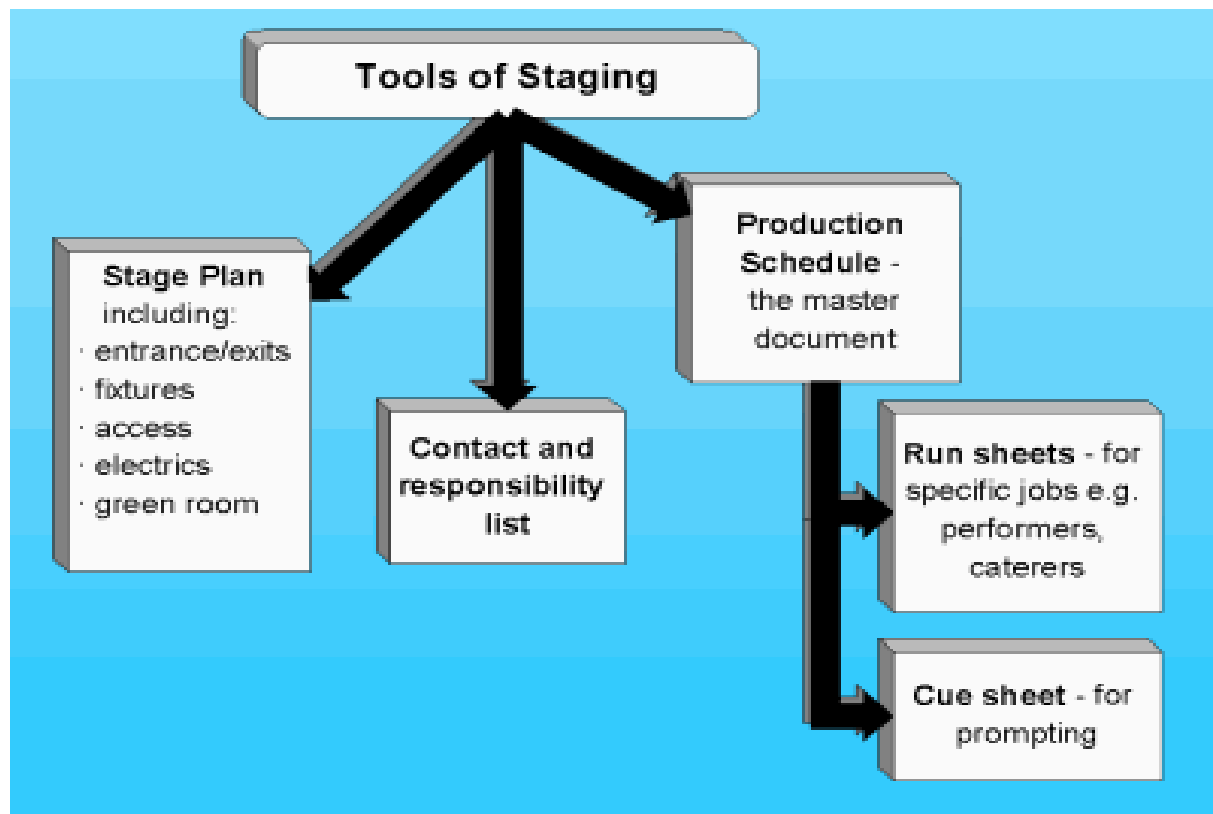 Tools of Staging
Stage Plan
including:
· entrance/exits
· fixtures
· access
· electrics
· green room
Contact and
responsibility
list
Production
Schedule -
the master
document
Run sheets - for
specific jobs e.g.
performers,
caterers
Cue sheet - for
prompting